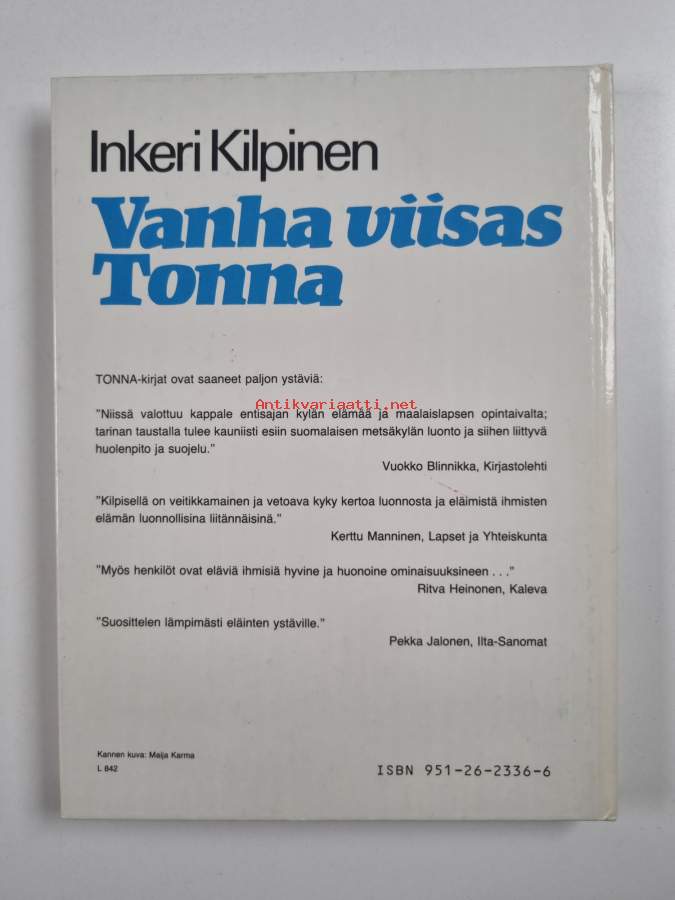 Inkeri Kilpinen
Vanha viisas
Tonna
TONNA-kirjat ovat saaneet paljon ystäviä:
Antikvariaatti.net
"Niissä valottuu kappale entisajan kylän elämää ja maalaislapsen opintaivalta;
tarinan taustalla tulee kauniisti esiin suomalaisen metsäkylän luonto ja siihen liittyvä
huolenpito ja suojelu."
Vuokko Blinnikka, Kirjastolehti
"Kilpisellä on veitikkamainen ja vetoava kyky kertoa luonnosta ja eläimistä ihmisten
elämän luonnollisina liitännäisinä."
Kerttu Manninen, Lapset ja Yhteiskunta
"Myös henkilöt ovat eläviä ihmisiä hyvine ja huonoine ominaisuuksineen . . ."
Ritva Heinonen, Kaleva
"Suosittelen lämpimästi eläinten ystäville."
Pekka Jalonen, Ilta-Sanomat
Kannen kuva: Maija Karma
L 842
ISBN 951-26-2336-6